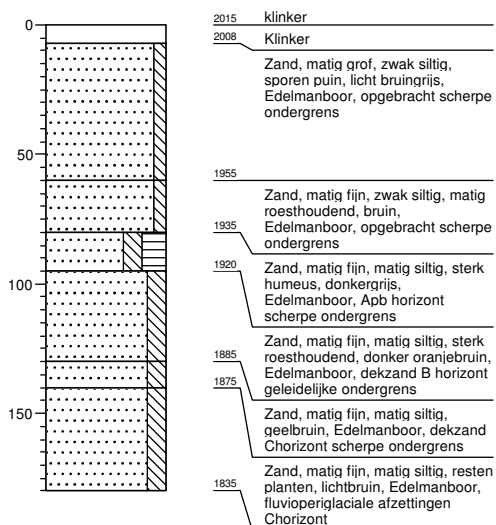 0
50
100
150
2015 klinker
2008 Klinker
Zand, matig grof, zwak siltig,
sporen puin, licht bruingrijs,
Edelmanboor, opgebracht scherpe
ondergrens
1955
Zand, matig fijn, zwak siltig, matig
roesthoudend, bruin,
Edelmanboor, opgebracht scherpe
ondergrens
1935
Zand, matig fijn, matig siltig, sterk
humeus, donkergrijs,
Edelmanboor, Apb horizont
scherpe ondergrens
1920
Zand, matig fijn, matig siltig, sterk
roesthoudend, donker oranjebruin,
Edelmanboor, dekzand B horizont
geleidelijke ondergrens
1885
Zand, matig fijn, matig siltig,
geelbruin, Edelmanboor, dekzand
Chorizont scherpe ondergrens
1875
Zand, matig fijn, matig siltig, resten
planten, lichtbruin, Edelmanboor,
fluvioperiglaciale afzettingen
Chorizont
1835